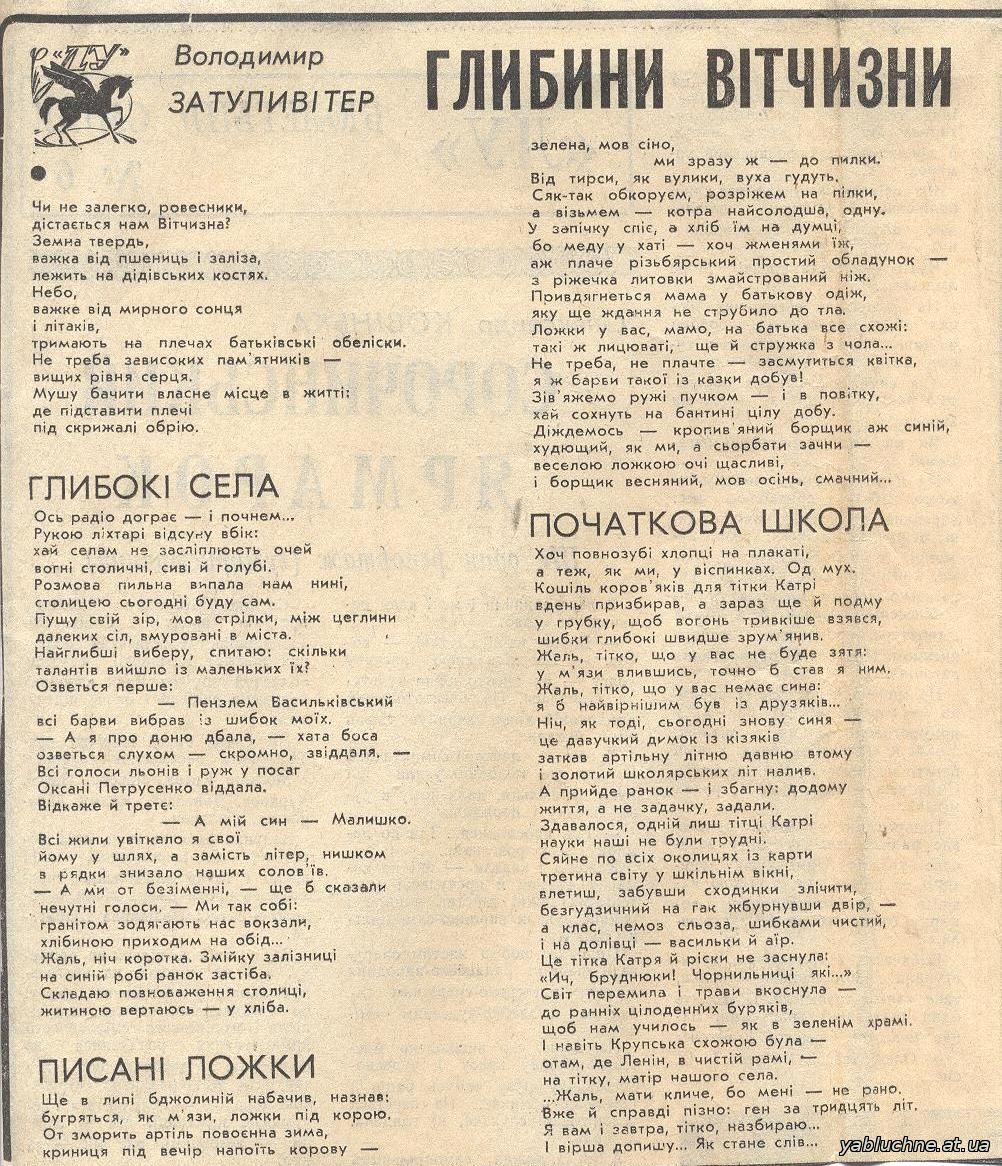 «ЛУ»
Володимир
ЗАТУЛИВІТЕР
ГЛИБИНИ ВІТЧИЗНИ
●
Чи не залегко, ровесники,
дістається нам Вітчизна?
Земна твердь,
важка від пшениць і заліза,
лежить на дідівських костях.
Небо,
важке від мирного сонця
і літаків,
тримають на плечах батьківські обеліски.
Не треба зависоких пам'ятників —
вищих рівня серця.
Мушу бачити власне місце в житті:
де підставити плечі
під скрижалі обрію.
ГЛИБОКІ СЕЛА
Ось радіо дограє — і почнем...
Рукою ліхтарі відсуну вбік:
хай селам не засліплюють очей
вогні столичні, сиві й голубі.
Розмова пильна випала нам нині,
столицею сьогодні буду сам.
Пущу свій зір, мов стрілки, між цеглини
далеких сіл, вмуровані в міста.
Найглибші виберу, спитаю: скільки
талантів вийшло із маленьких їх?
Озветься перше:
— Пензлем Васильківський
всі барви вибрав із шибок моїх.
— А я про доню дбала, — хата боса
озветься слухом — скромно, звіддаля. —
Всі голоси льонів і руж у посаг
Оксані Петрусенко віддала.
Відкаже й третє:
— А мій син — Малишко.
Всі жили увіткало я свої
йому у шлях, а замість літер, нишком
в рядки знизало наших солов'їв.
— А ми от безіменні, — ще б сказали
нечутні голоси. — Ми так собі:
гранітом зодягають нас вокзали,
хлібиною приходим на обід...
Жаль, ніч коротка. Змійку залізниці
на синій робі ранок застіба.
Складаю повноваження столиці,
житиною вертаюсь — у хліба.
ПИСАНІ ЛОЖКИ
Ще в липі бджолиній набачив, назнав:
бугряться, як м'язи, ложки під корою.
От зморить артіль повоєнна зима,
криниця під вечір напоїть корову —
зелена, мов сіно,
ми зразу ж — до пилки.
Від тирси, як вулики, вуха гудуть.
Сяк-так обкоруєм, розріжем на пілки,
а візьмем — котра найсолодша, одну.
У запічку спіє, а хліб їм на думці,
бо меду у хаті — хоч жменями їж,
аж плаче різьбярський простий обладунок —
з ріжечка литовки змайстрований ніж.
Привдягнеться мама у батькову одіж,
яку ще ждання не струбило до тла.
Ложки у вас, мамо, на батька все схожі:
такі ж лицюваті, ще й стружка з чола...
Не треба, не плачте — засмутиться квітка,
я ж барви такої із казки добув!
Зів'яжемо ружі пучком — і в повітку,
хай сохнуть на бантині цілу добу.
Діждемось — кропив'яний борщик аж синій,
худющий, як ми, а сьорбати зачни —
веселою ложкою очі щасливі,
і борщик весняний, мов осінь, смачний...
ПОЧАТКОВА ШКОЛА
Хоч повнозубі хлопці на плакаті,
а теж, як ми, у віспинках. Од мух.
Кошіль коров'яків для тітки Катрі
вдень призбирав, а зараз ще й подму
у грубку, щоб вогонь тривкіше взявся,
шибки глибокі швидше зрум'янив.
Жаль, тітко, що у вас не буде зятя:
у м'язи влившись, точно б став я ним.
Жаль, тітко, що у вас немає сина:
я б найвірнішим був із друзяків...
Ніч, як тоді, сьогодні знову синя —
це давучкий димок із кізяків
заткав артільну літню давню втому
і золотий школярських літ налив.
А прийде ранок — і збагну: додому
життя, а не задачку, задали.
Здавалося, одній лиш тітці Катрі
науки наші не були трудні.
Сяйне по всіх околицях із карти
третина світу у шкільнім вікні,
влетиш, забувши сходинки злічити,
безгудзичний на гак жбурнувши двір, —
а клас, немов сльоза, шибками чистий,
і на долівці — васильки й аїр.
Це тітка Катря й ріски не заснула:
«Ич, бруднюки! Чорнильниці які...»
Світ перемила і трави вкоснула —
до ранніх цілоденних буряків,
щоб нам училось — як в зеленім храмі.
І навіть Крупська схожою була —
отам, де Ленін, в чистій рамі, —
на тітку, матір нашого села.
...Жаль, мати кличе, бо мені — не рано.
Вже й справді пізно: ген за тридцять літ.
Я вам і завтра, тітко, назбираю...
І вірша допишу... Як стане слів...
yabluchne.at.ua